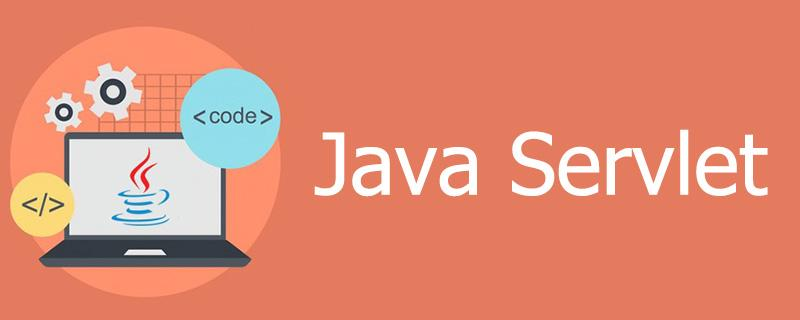 <code>
</>
Java Servlet